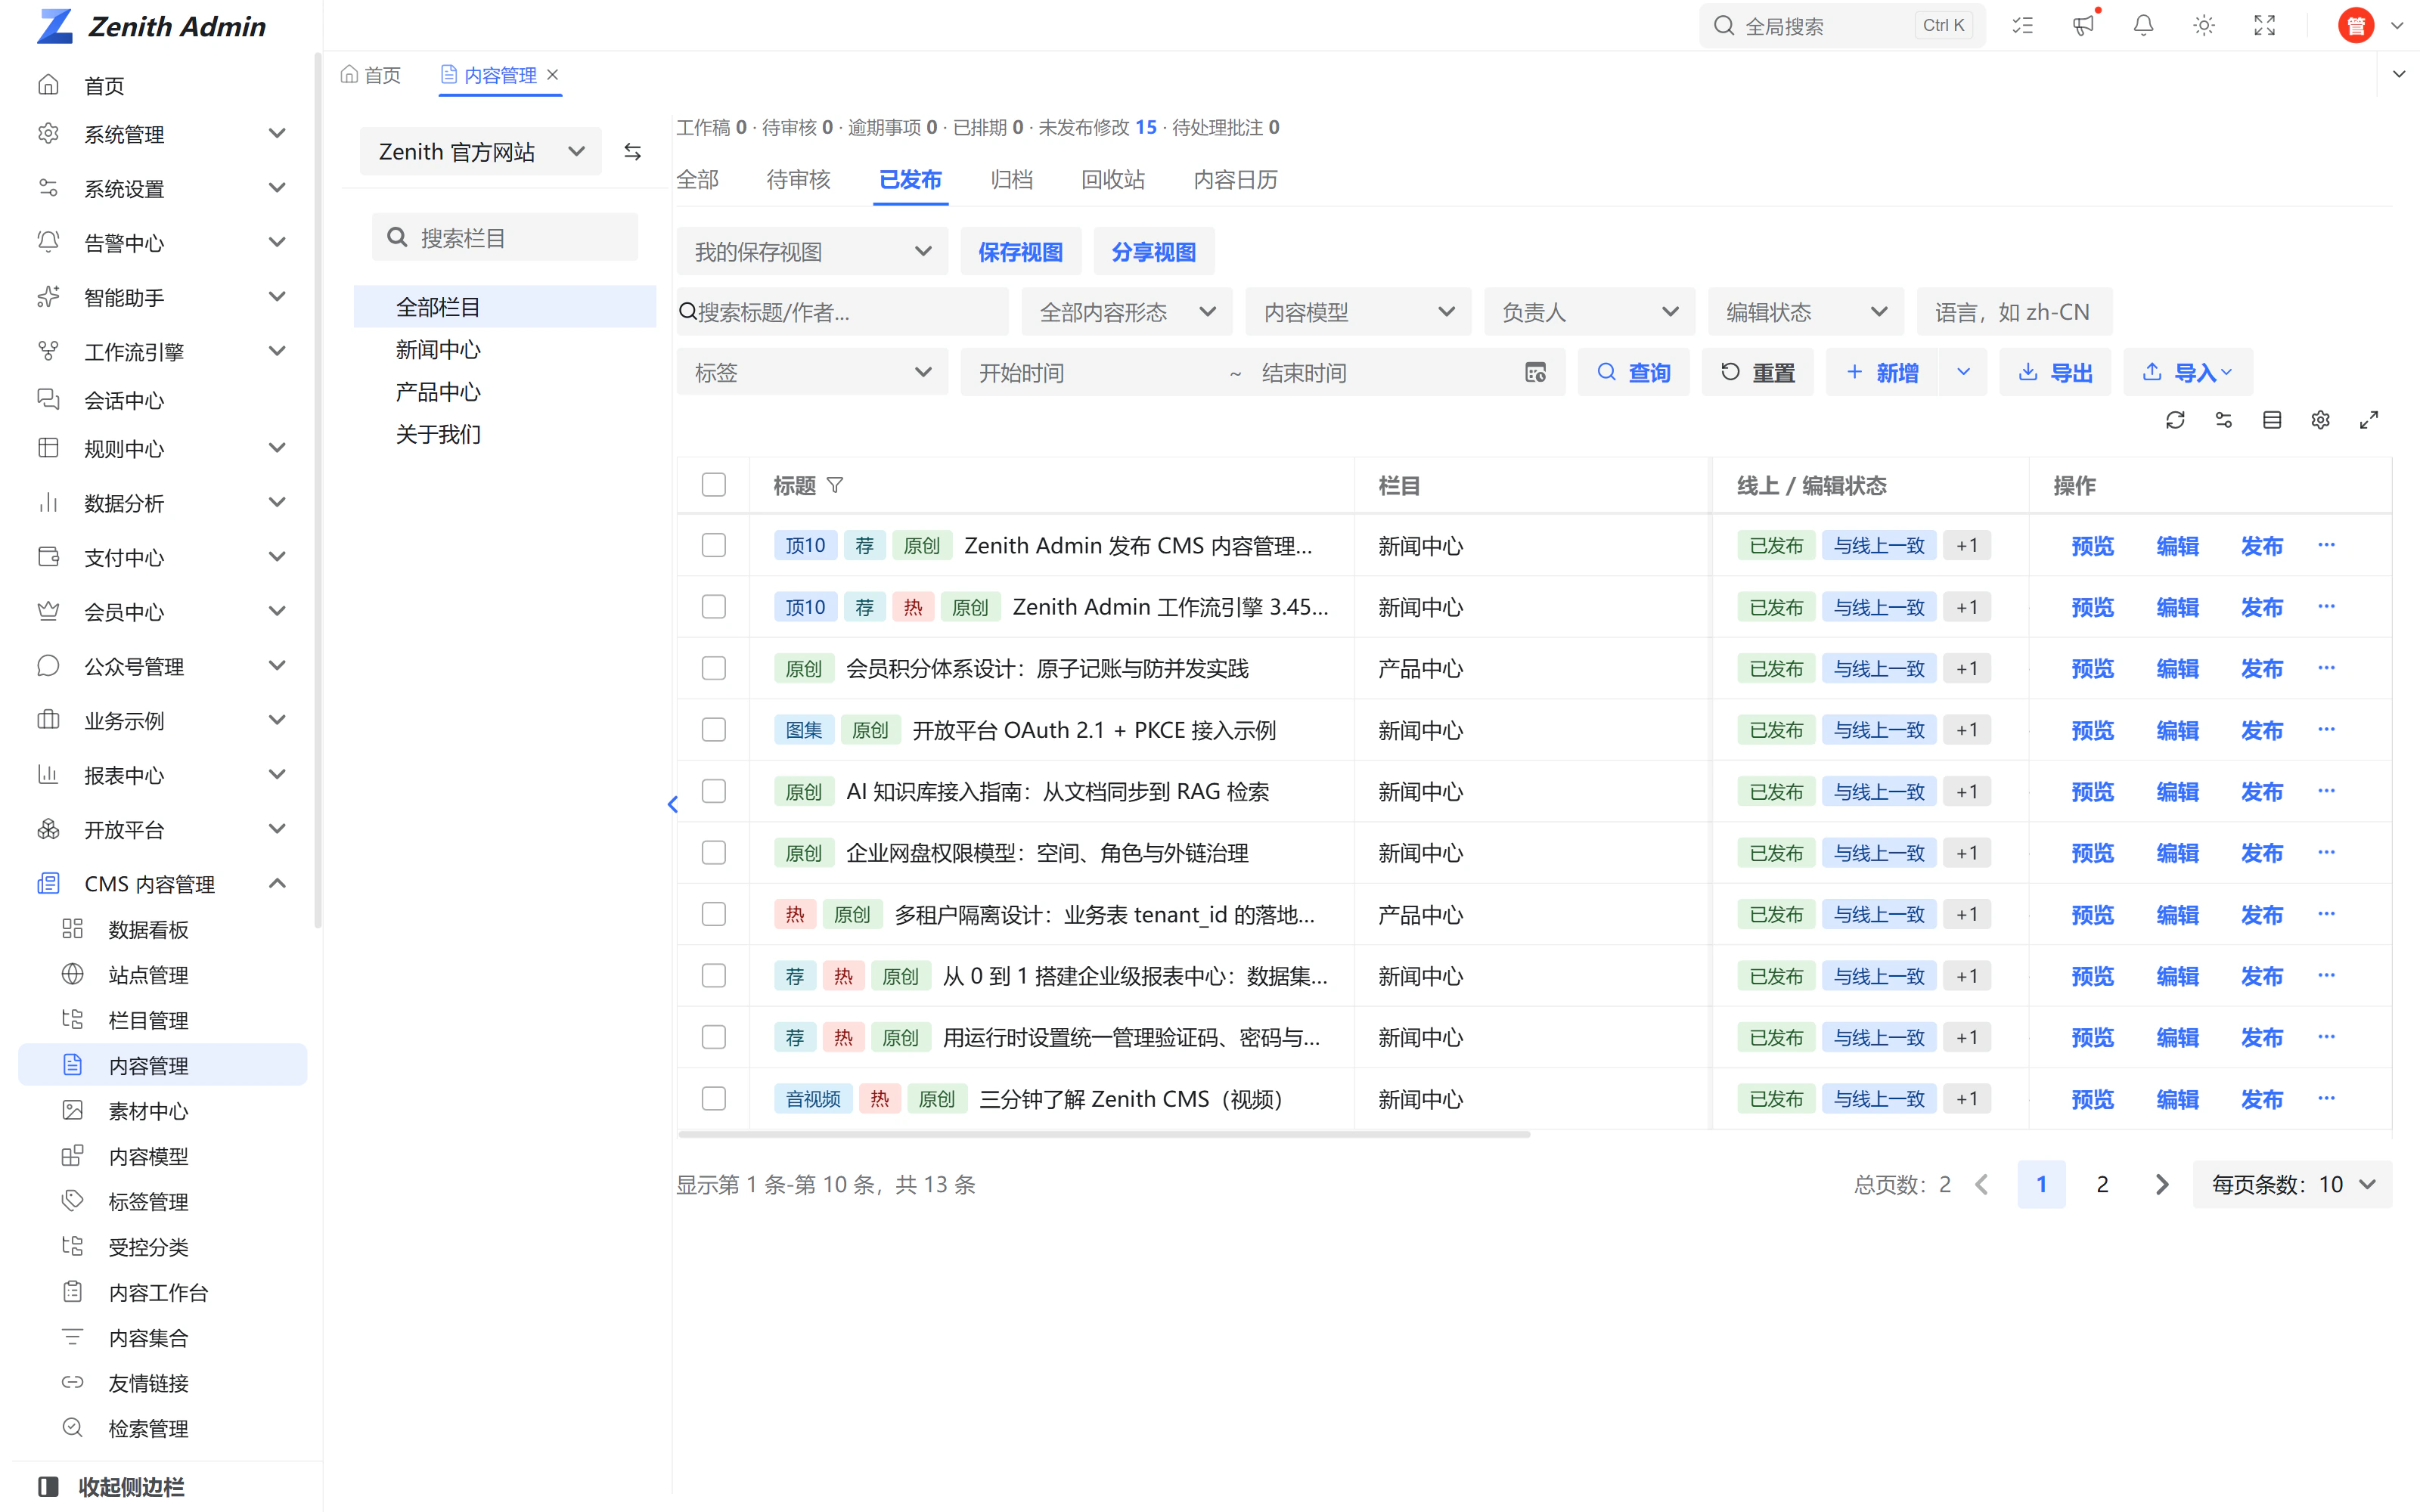 Zenith Admin
全局搜索 Ctrl K
管
首页
系统管理
系统设置
告警中心
智能助手
工作流引擎
会话中心
规则中心
数据分析
支付中心
会员中心
公众号管理
业务示例
报表中心
开放平台
CMS 内容管理
数据看板
站点管理
栏目管理
内容管理
素材中心
内容模型
标签管理
受控分类
内容工作台
内容集合
友情链接
检索管理
收起侧边栏
首页 内容管理
Zenith 官方网站
搜索栏目
全部栏目
新闻中心
产品中心
关于我们
工作稿 0 · 待审核 0 · 逾期事项 0 · 已排期 0 · 未发布修改 15 · 待处理批注 0
全部 待审核 已发布 归档 回收站 内容日历
我的保存视图 保存视图 分享视图
搜索标题/作者... 全部内容形态 内容模型 负责人 编辑状态 语言，如 zh-CN
标签 开始时间 ~ 结束时间 查询 重置 新增 导出 导入
标题 栏目 线上 / 编辑状态 操作
顶10 荐 原创 Zenith Admin 发布 CMS 内容管理... 新闻中心 已发布 与线上一致 +1 预览 编辑 发布 ...
顶10 荐 热 原创 Zenith Admin 工作流引擎 3.45... 新闻中心 已发布 与线上一致 +1 预览 编辑 发布 ...
原创 会员积分体系设计：原子记账与防并发实践 产品中心 已发布 与线上一致 +1 预览 编辑 发布 ...
图集 原创 开放平台 OAuth 2.1 + PKCE 接入示例 新闻中心 已发布 与线上一致 +1 预览 编辑 发布 ...
原创 AI 知识库接入指南：从文档同步到 RAG 检索 新闻中心 已发布 与线上一致 +1 预览 编辑 发布 ...
原创 企业网盘权限模型：空间、角色与外链治理 新闻中心 已发布 与线上一致 +1 预览 编辑 发布 ...
热 原创 多租户隔离设计：业务表 tenant_id 的落地... 产品中心 已发布 与线上一致 +1 预览 编辑 发布 ...
荐 热 原创 从 0 到 1 搭建企业级报表中心：数据集... 新闻中心 已发布 与线上一致 +1 预览 编辑 发布 ...
荐 热 原创 用运行时设置统一管理验证码、密码与... 新闻中心 已发布 与线上一致 +1 预览 编辑 发布 ...
音视频 热 原创 三分钟了解 Zenith CMS（视频） 新闻中心 已发布 与线上一致 +1 预览 编辑 发布 ...
显示第 1 条-第 10 条，共 13 条 总页数：2 1 2 每页条数：10